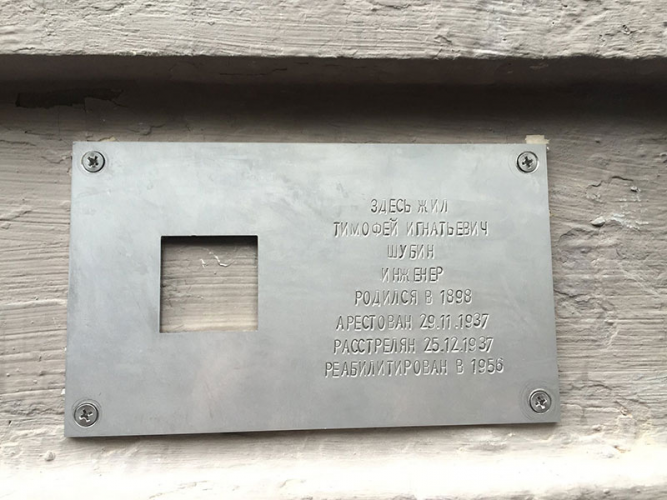 ЗДЕСЬ ЖИЛ
ТИМОФЕЙ ИГНАТЬЕВИЧ
ШУБИН
ИНЖЕНЕР
РОДИЛСЯ В 1898
АРЕСТОВАН 29.11.1937
РАССТРЕЛЯН 25.12.1937
РЕАБИЛИТИРОВАН В 1956